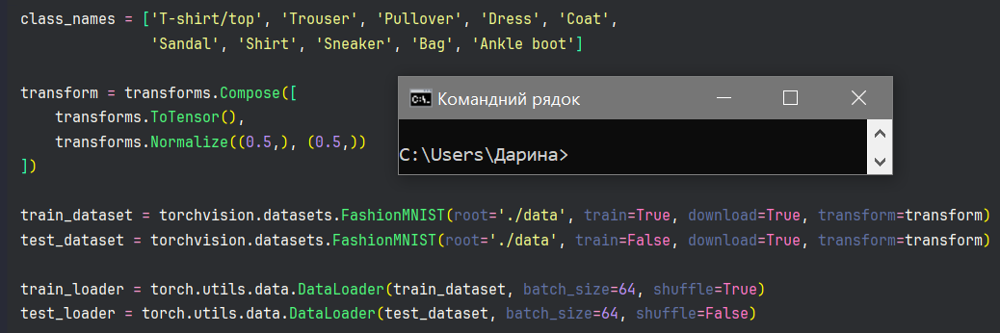 class_names = ['T-shirt/top', 'Trouser', 'Pullover', 'Dress', 'Coat',
               'Sandal', 'Shirt', 'Sneaker', 'Bag', 'Ankle boot']
transform = transforms.Compose([
    transforms.ToTensor(),
    transforms.Normalize((0.5,), (0.5,))
])
Командний рядок
C:\Users\Дарина>
train_dataset = torchvision.datasets.FashionMNIST(root='./data', train=True, download=True, transform=transform)
test_dataset = torchvision.datasets.FashionMNIST(root='./data', train=False, download=True, transform=transform)
train_loader = torch.utils.data.DataLoader(train_dataset, batch_size=64, shuffle=True)
test_loader = torch.utils.data.DataLoader(test_dataset, batch_size=64, shuffle=False)